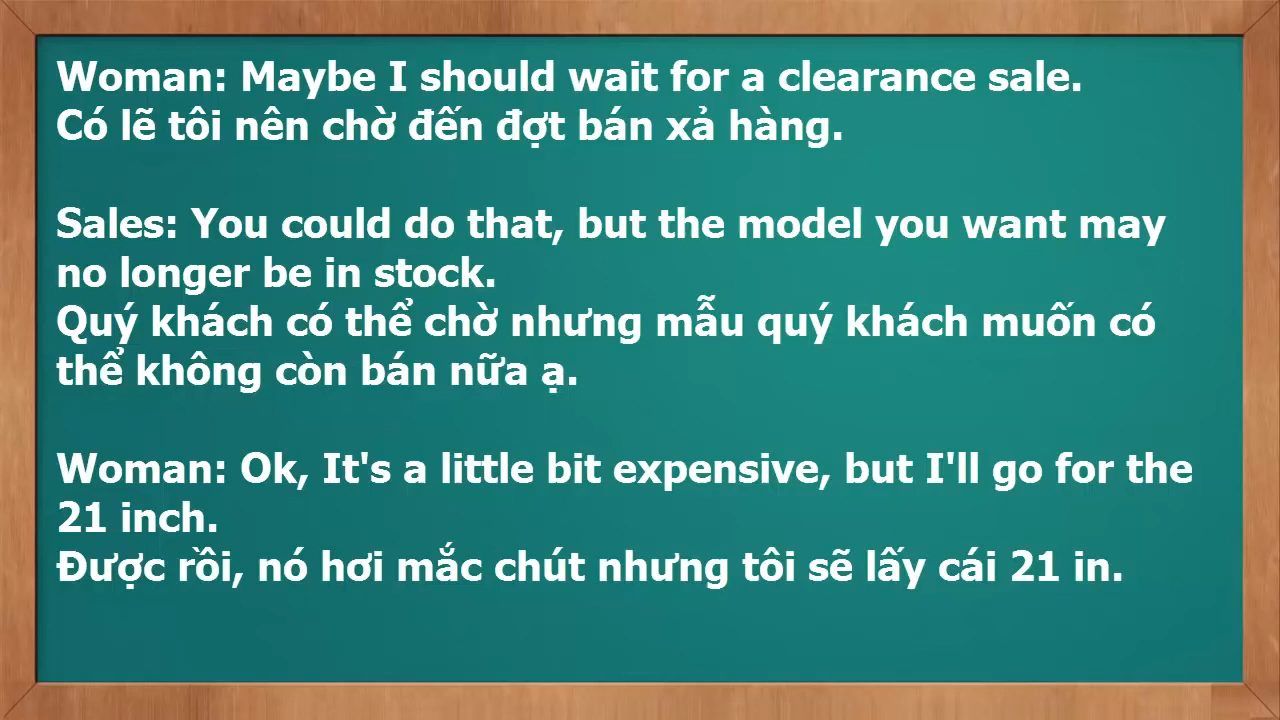 Woman: Maybe I should wait for a clearance sale.
Có lẽ tôi nên chờ đến đợt bán xả hàng.
Sales: You could do that, but the model you want may
no longer be in stock.
Quý khách có thể chờ nhưng mẫu quý khách muốn có
thể không còn bán nữa ạ.
Woman: Ok, It's a little bit expensive, but I'll go for the
21 inch.
Được rồi, nó hơi mắc chút nhưng tôi sẽ lấy cái 21 in.